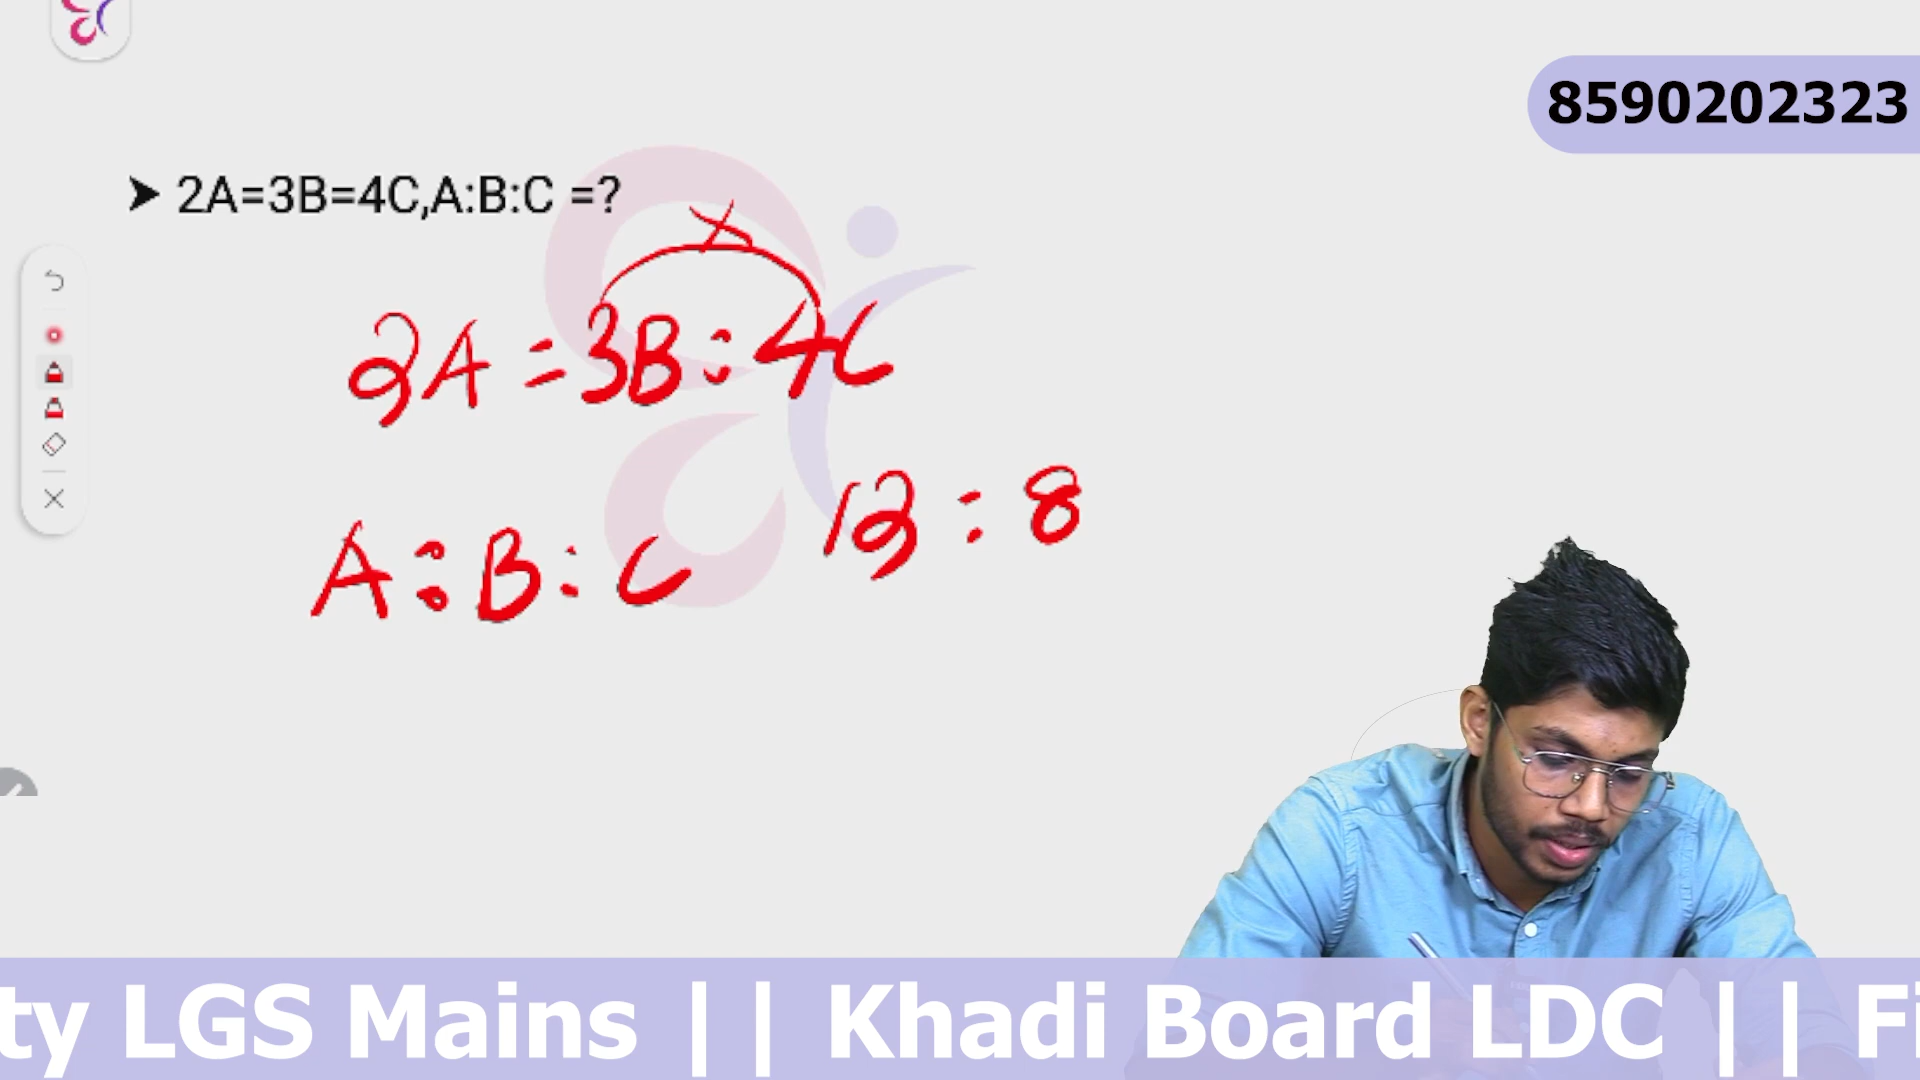 8590202323
➤ 2A=3B=4C,A:B:C =?
x
2A = 3B = 4C
12 : 8
A : B : C
ty LGS Mains || Khadi Board LDC || Fi